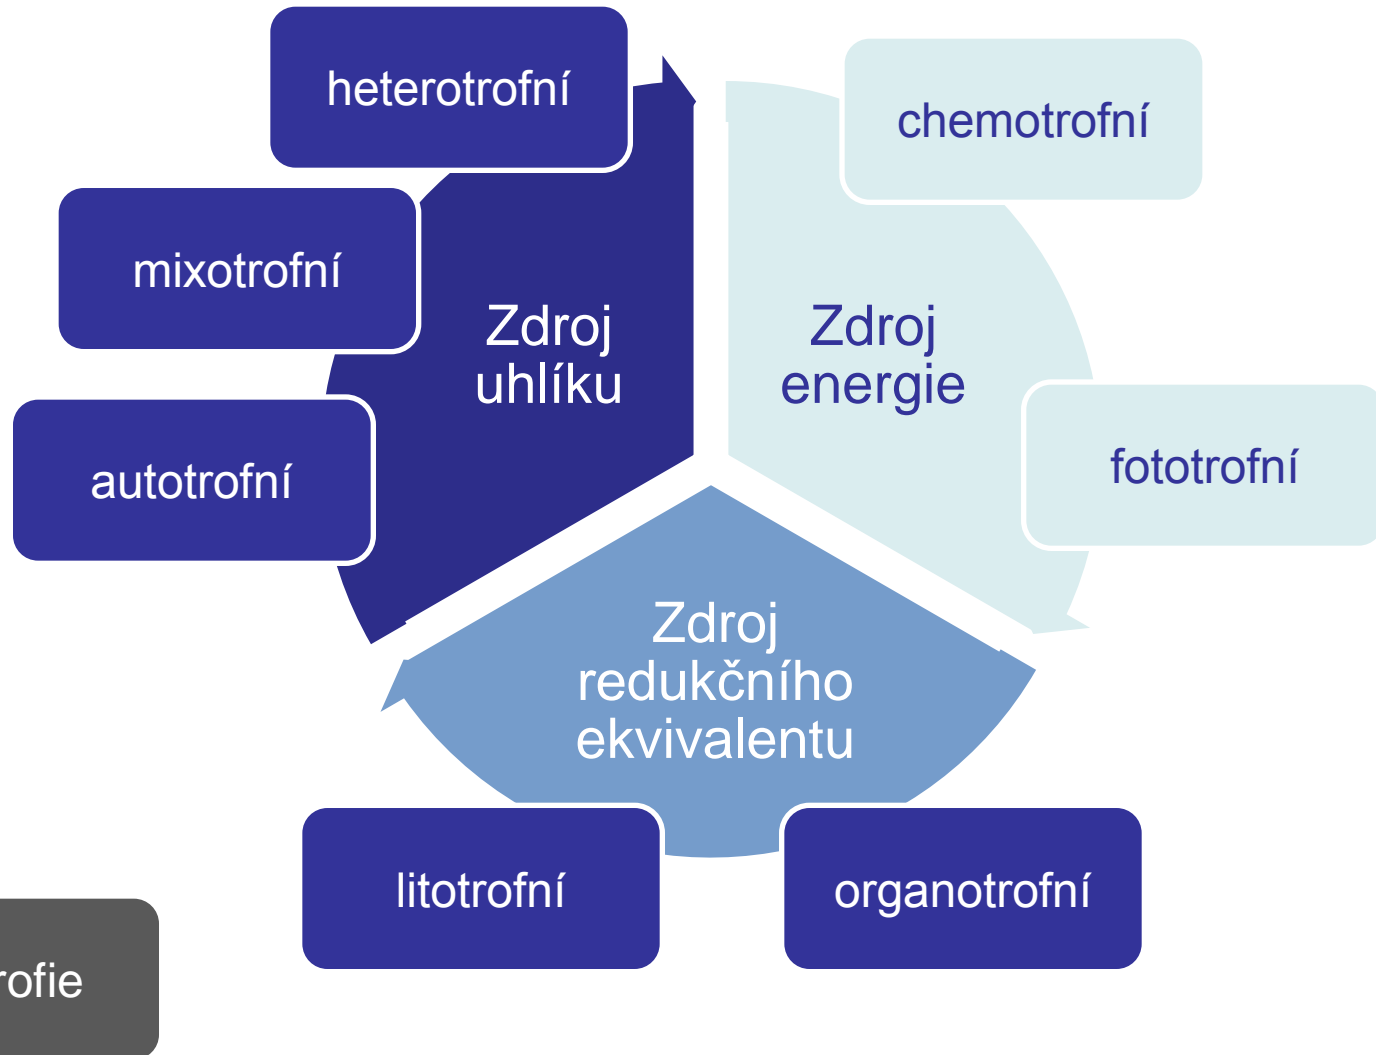 heterotrofní
chemotrofní
mixotrofní
Zdroj
uhlíku
Zdroj
energie
autotrofní
fototrofní
Zdroj
redukčního
ekvivalentu
litotrofní
organotrofní
rofie